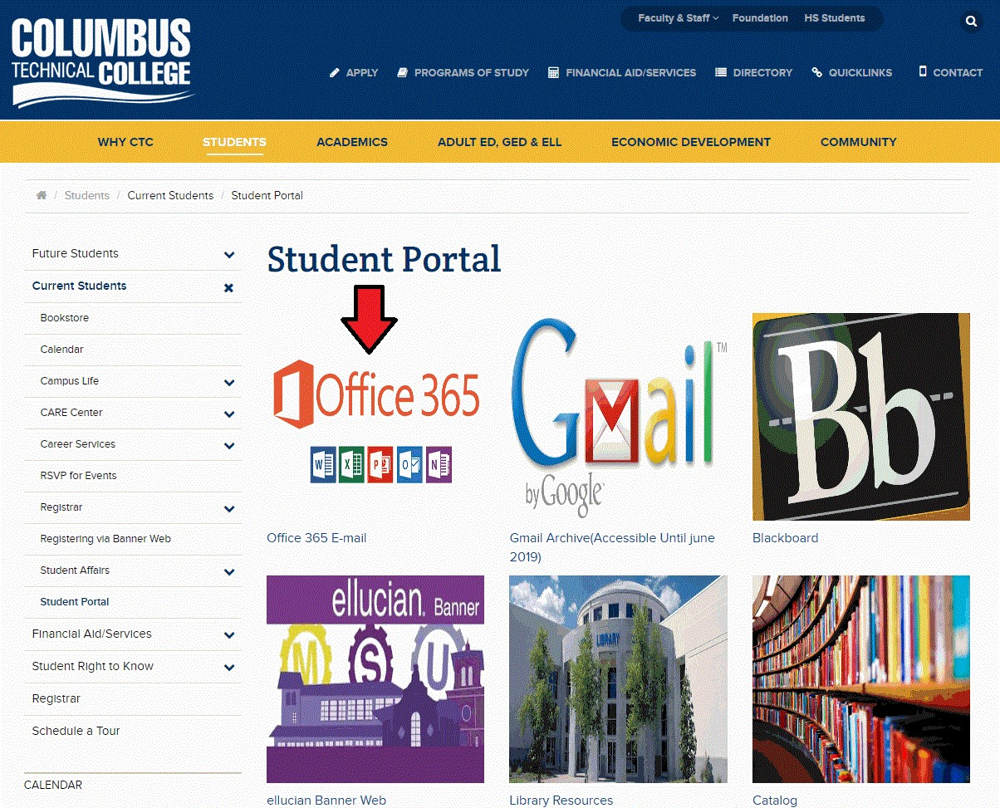 COLUMBUS
TECHNICAL COLLEGE
Faculty & Staff Foundation HS Students
APPLY PROGRAMS OF STUDY FINANCIAL AID/SERVICES DIRECTORY QUICKLINKS CONTACT
WHY CTC STUDENTS ACADEMICS ADULT ED, GED & ELL ECONOMIC DEVELOPMENT COMMUNITY
/ Students / Current Students / Student Portal
Future Students
Current Students
Bookstore
Calendar
Campus Life
CARE Center
Career Services
RSVP for Events
Registrar
Registering via Banner Web
Student Affairs
Student Portal
Financial Aid/Services
Student Right to Know
Registrar
Schedule a Tour
CALENDAR
Student Portal
Office 365
W X P O N
Office 365 E-mail
Gmail TM
by Google
Gmail Archive(Accessible Until june
2019)
Bb
Blackboard
ellucian. Banner
M S U
ellucian Banner Web
LIBRARY
Library Resources
Catalog